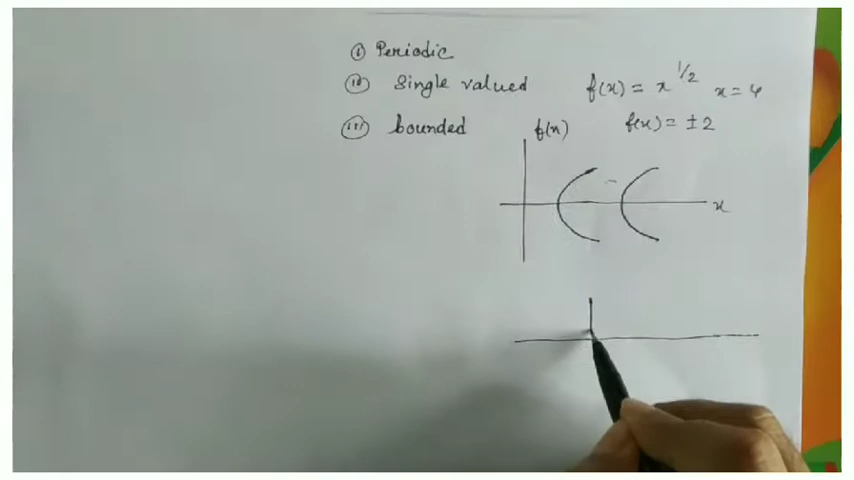 (i) Periodic
(ii) Single valued f(x) = x^1/2 x = 4
(iii) bounded f(x) f(x) = ±2
x